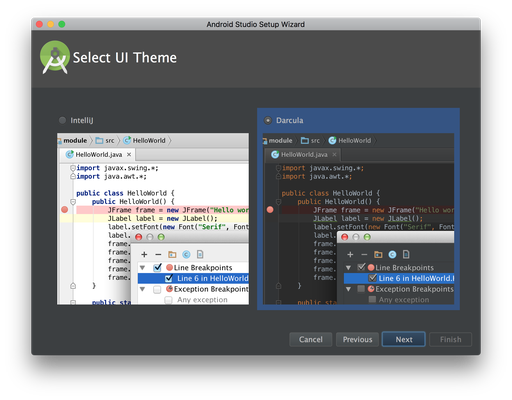 Android Studio Setup Wizard
Select UI Theme
IntelliJ
module
src
HelloWorld
HelloWorld.java
import javax.swing.*;
import java.awt.*;
public class HelloWorld {
public HelloWorld() {
JFrame frame = new JFrame("Hello wor
JLabel label = new JLabel();
label.setFont(new Font("Serif", Font
label.
frame.
frame.
frame.
frame.
}
Line Breakpoints
Line 6 in HelloWorld.
Exception Breakpoints
Any exception
public sta
Darcula
module
src
HelloWorld
HelloWorld.java
import javax.swing.*;
import java.awt.*;
public class HelloWorld {
public HelloWorld() {
JFrame frame = new JFrame("Hello wo
JLabel label = new JLabel();
label.setFont(new Font("Serif", Fon
label.
frame.
frame.
frame.
frame.
}
Line Breakpoints
Line 6 in HelloWorld.
Exception Breakpoints
Any exception
public st
Cancel
Previous
Next
Finish